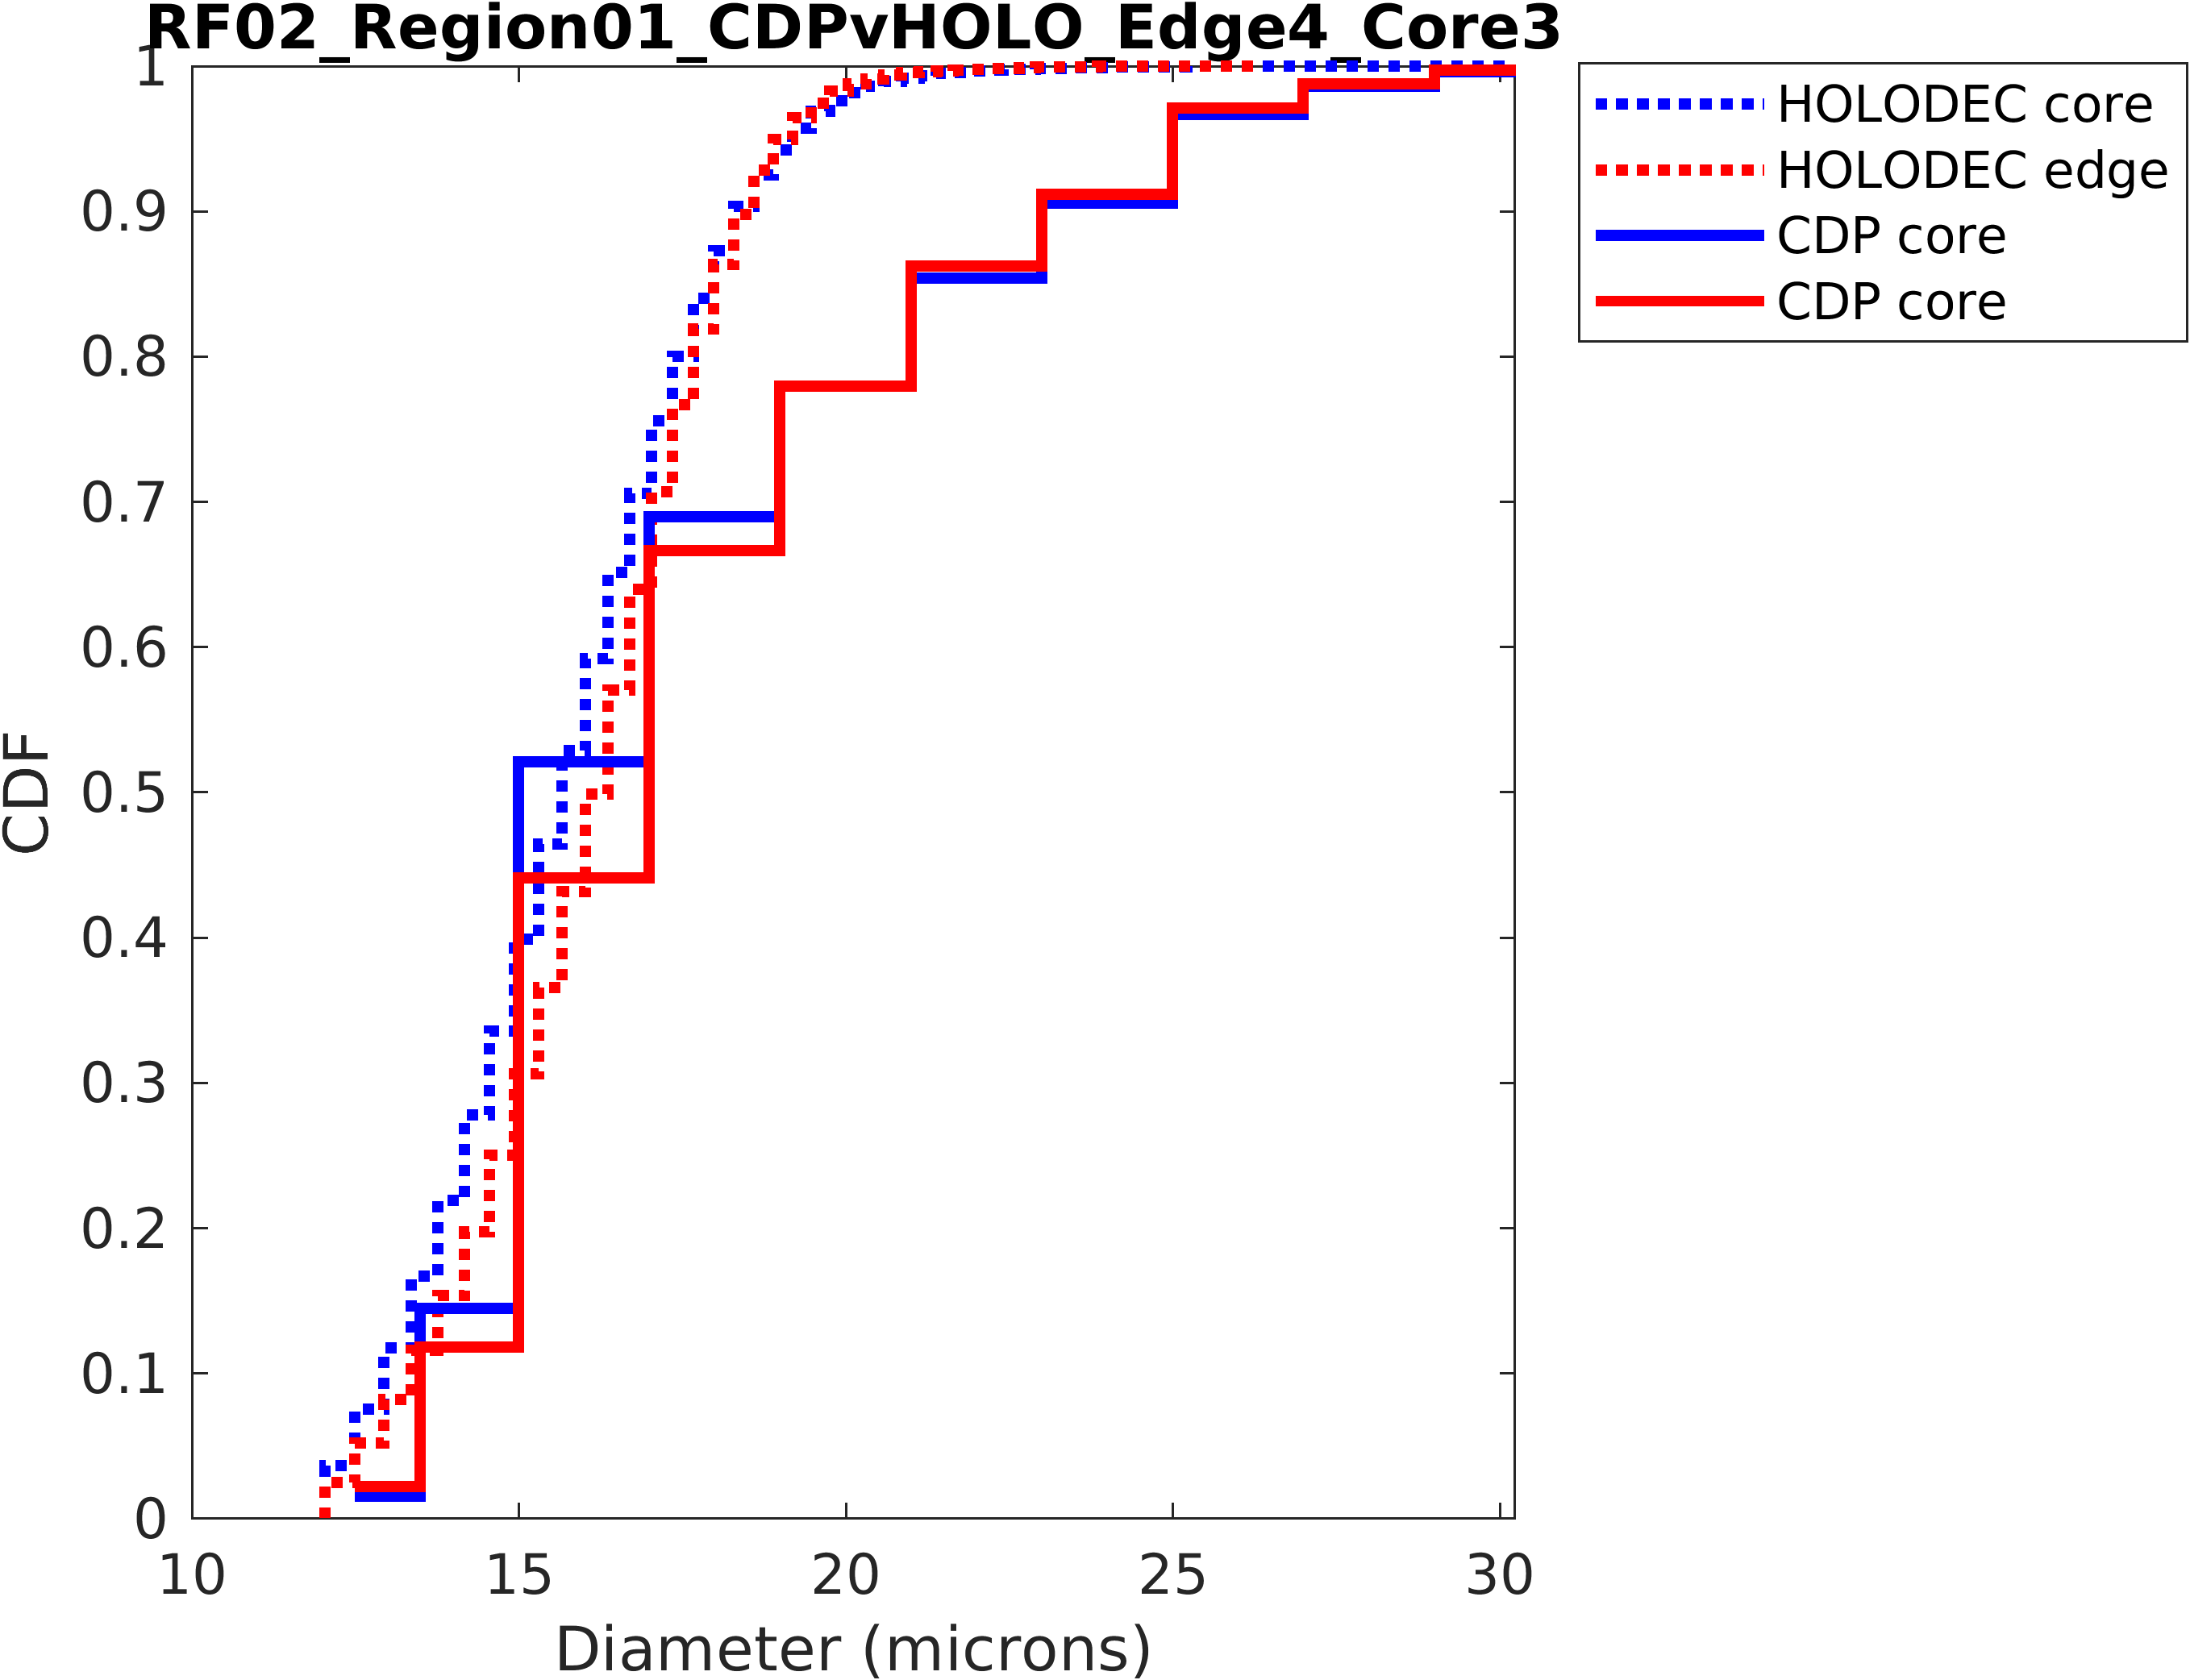 RF02_Region01_CDPvHOLO_Edge4_Core3
1
0.9
0.8
0.7
0.6
0.5
0.4
0.3
0.2
0.1
0
CDF
10 15 20 25 30
Diameter (microns)
HOLODEC core
HOLODEC edge
CDP core
CDP core